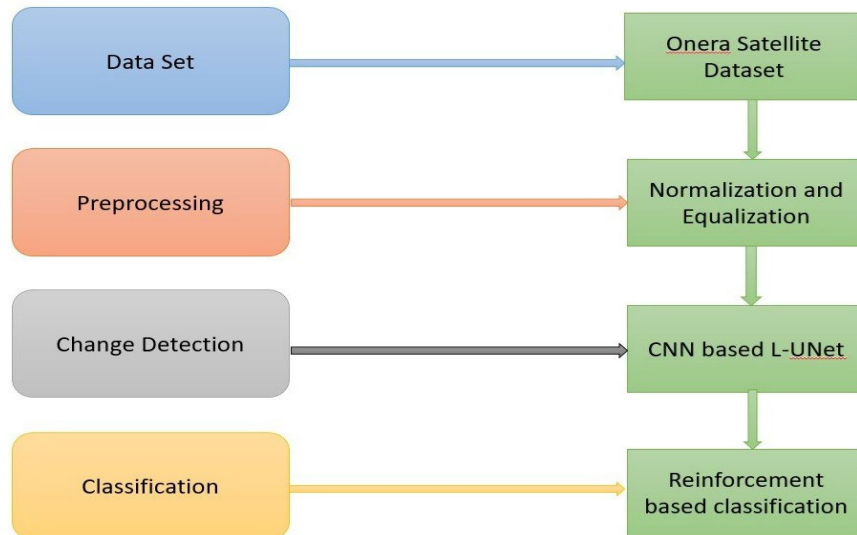 Data Set
Onera Satellite
Dataset
Preprocessing
Normalization and
Equalization
Change Detection
CNN based L-UNet
Classification
Reinforcement
based classification